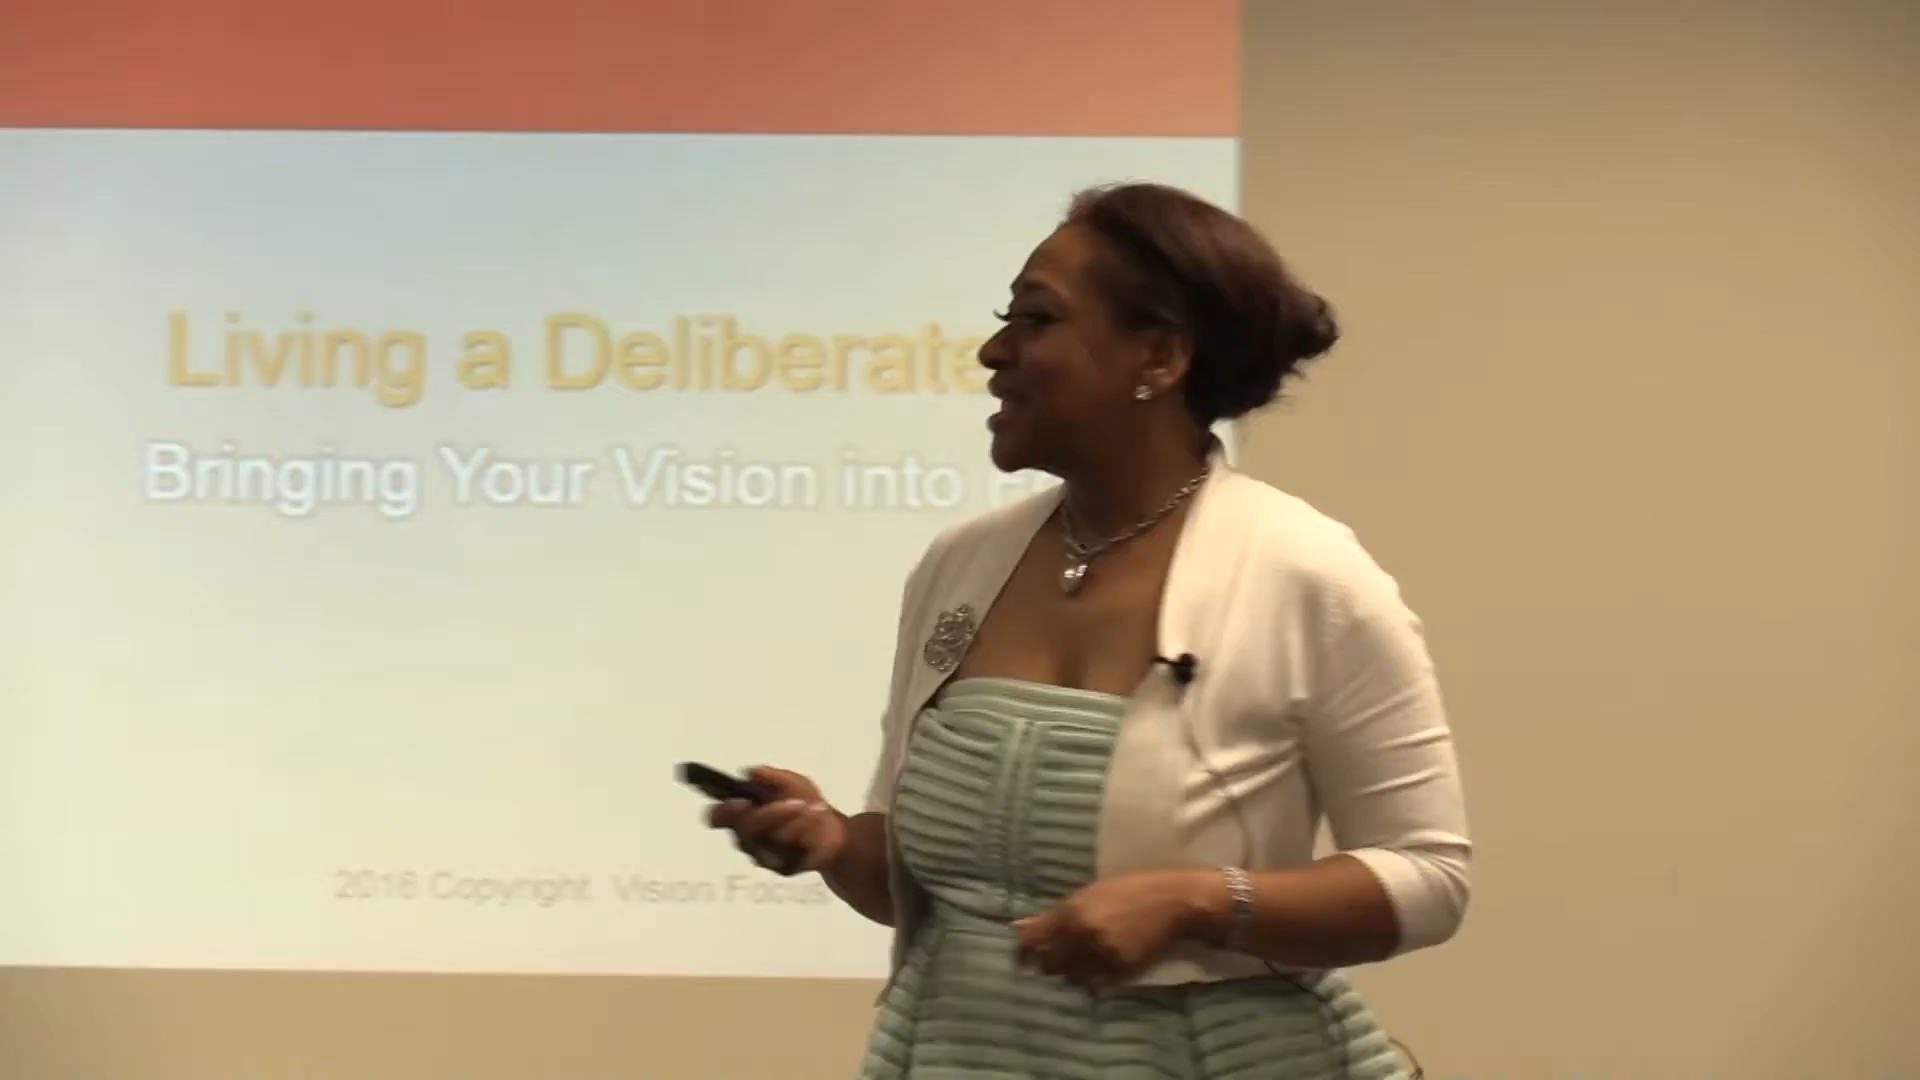 Living a Deliberate
Bringing Your Vision into
2016 Copyright Vision Focus